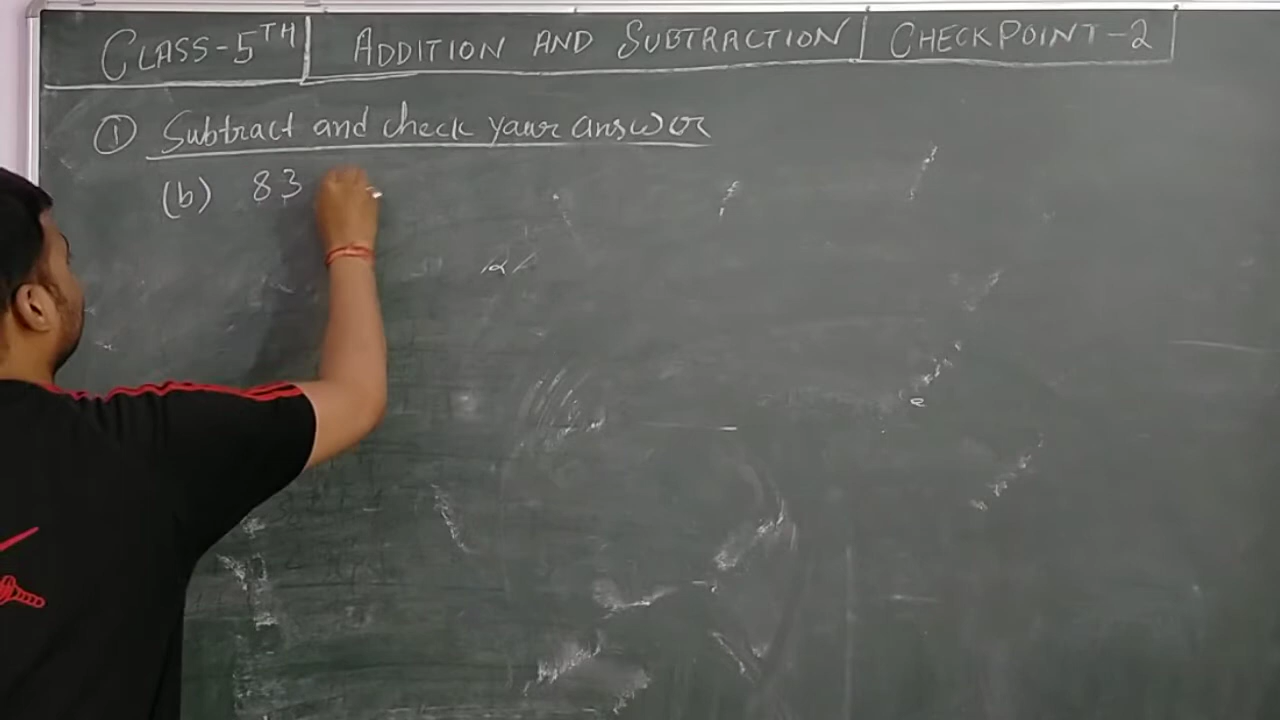 CLASS-5TH | ADDITION AND SUBTRACTION | CHECKPOINT-2
① Subtract and check your answer
(b) 83